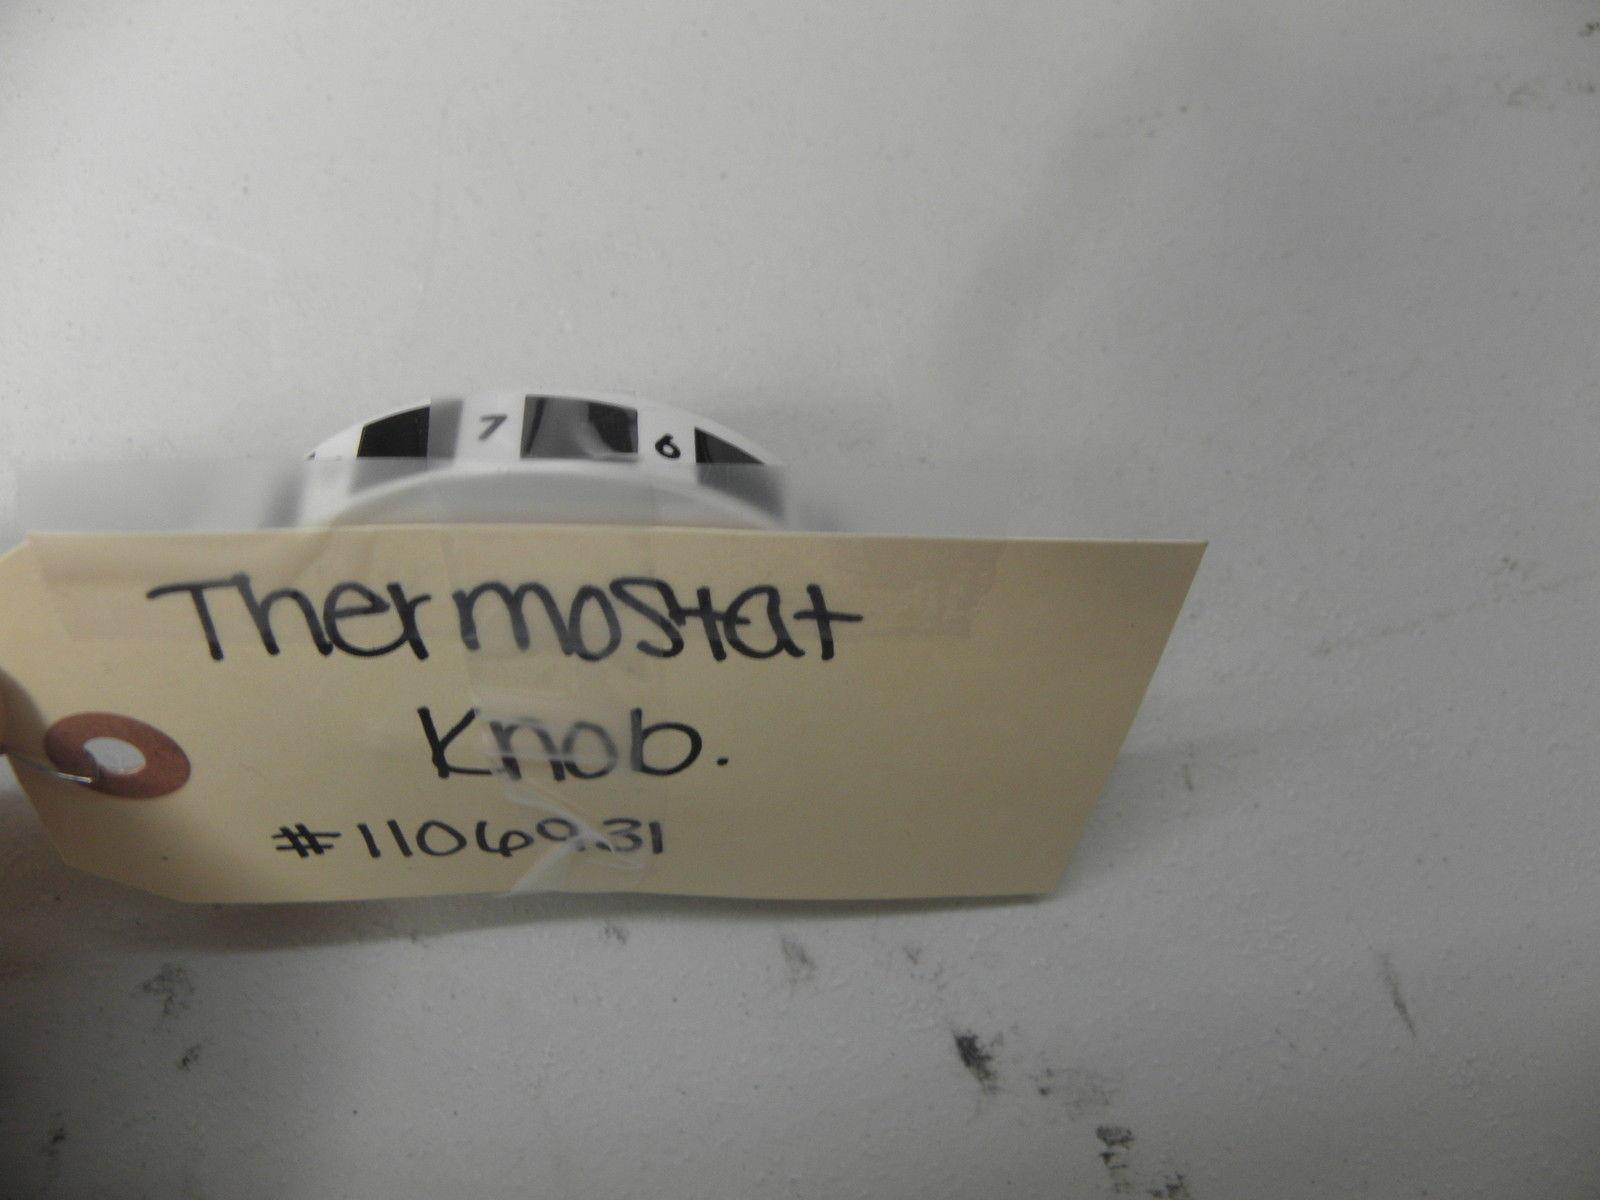 7 6
Thermostat
Knob.
#1106931